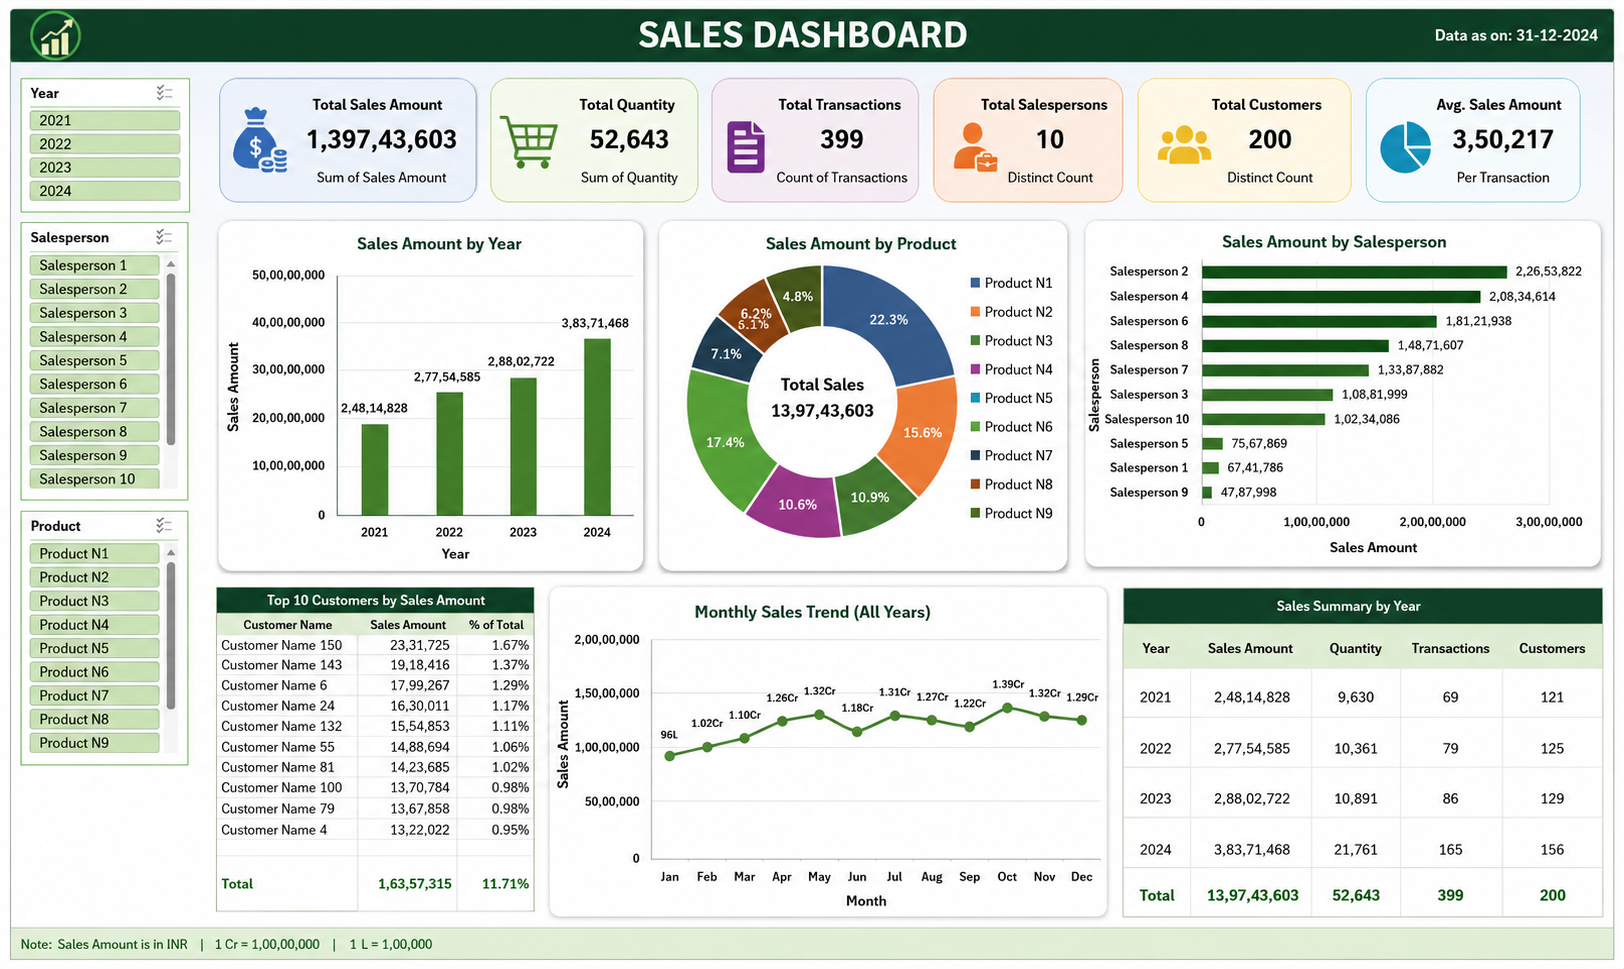 SALES DASHBOARD
Data as on: 31-12-2024
Year
2021
2022
2023
2024
Salesperson
Salesperson 1
Salesperson 2
Salesperson 3
Salesperson 4
Salesperson 5
Salesperson 6
Salesperson 7
Salesperson 8
Salesperson 9
Salesperson 10
Product
Product N1
Product N2
Product N3
Product N4
Product N5
Product N6
Product N7
Product N8
Product N9
Total Sales Amount
$
1,397,43,603
Sum of Sales Amount
Total Quantity
52,643
Sum of Quantity
Total Transactions
399
Count of Transactions
Total Salespersons
10
Distinct Count
Total Customers
200
Distinct Count
Avg. Sales Amount
3,50,217
Per Transaction
Sales Amount by Year
Sales Amount
50,00,00,000
40,00,00,000
30,00,00,000
20,00,00,000
10,00,00,000
0
2,48,14,828
2,77,54,585
2,88,02,722
3,83,71,468
2021 2022 2023 2024
Year
Sales Amount by Product
22.3%
15.6%
10.9%
10.6%
17.4%
7.1%
5.1%
6.2%
4.8%
Total Sales
13,97,43,603
Product N1
Product N2
Product N3
Product N4
Product N5
Product N6
Product N7
Product N8
Product N9
Sales Amount by Salesperson
Salesperson
Salesperson 2 2,26,53,822
Salesperson 4 2,08,34,614
Salesperson 6 1,81,21,938
Salesperson 8 1,48,71,607
Salesperson 7 1,33,87,882
Salesperson 3 1,08,81,999
Salesperson 10 1,02,34,086
Salesperson 5 75,67,869
Salesperson 1 67,41,786
Salesperson 9 47,87,998
0 1,00,00,000 2,00,00,000 3,00,00,000
Sales Amount
Top 10 Customers by Sales Amount
Customer Name Sales Amount % of Total
Customer Name 150 23,31,725 1.67%
Customer Name 143 19,18,416 1.37%
Customer Name 6 17,99,267 1.29%
Customer Name 24 16,30,011 1.17%
Customer Name 132 15,54,853 1.11%
Customer Name 55 14,88,694 1.06%
Customer Name 81 14,23,685 1.02%
Customer Name 100 13,70,784 0.98%
Customer Name 79 13,67,858 0.98%
Customer Name 4 13,22,022 0.95%
Total 1,63,57,315 11.71%
Monthly Sales Trend (All Years)
Sales Amount
2,00,00,000
1,50,00,000
1,00,00,000
50,00,000
0
96L 1.02Cr 1.10Cr 1.26Cr 1.32Cr 1.18Cr 1.31Cr 1.27Cr 1.22Cr 1.39Cr 1.32Cr 1.29Cr
Jan Feb Mar Apr May Jun Jul Aug Sep Oct Nov Dec
Month
Sales Summary by Year
Year Sales Amount Quantity Transactions Customers
2021 2,48,14,828 9,630 69 121
2022 2,77,54,585 10,361 79 125
2023 2,88,02,722 10,891 86 129
2024 3,83,71,468 21,761 165 156
Total 13,97,43,603 52,643 399 200
Note: Sales Amount is in INR | 1 Cr = 1,00,00,000 | 1 L = 1,00,000